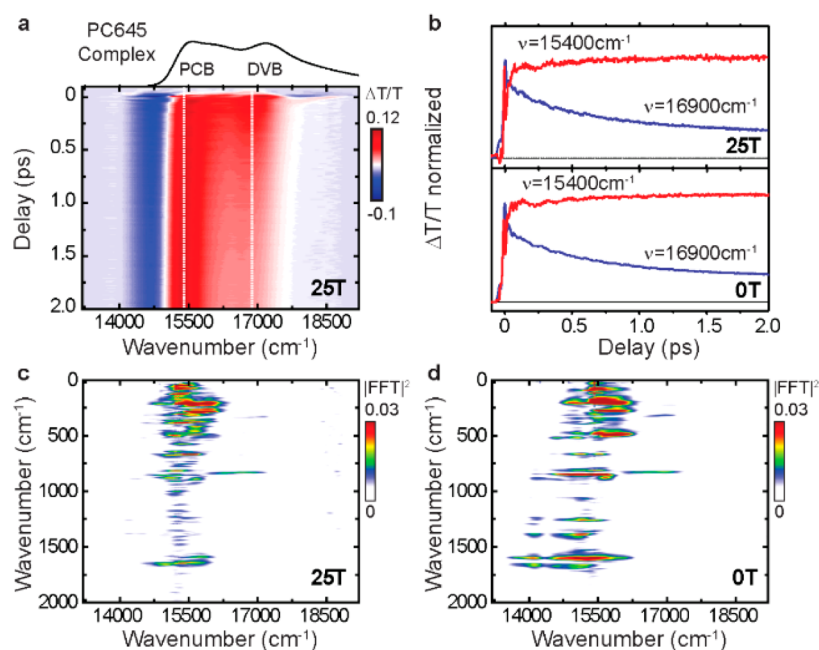 a
PC645
Complex
PCB
DVB
ΔT/T
0.12
-0.1
0
0.5
1.0
1.5
2.0
Delay (ps)
25T
14000 15500 17000 18500
Wavenumber (cm⁻¹)
b
ν=15400cm⁻¹
ν=16900cm⁻¹
25T
ν=15400cm⁻¹
ν=16900cm⁻¹
0T
ΔT/T normalized
0 0.5 1.0 1.5 2.0
Delay (ps)
c
|FFT|²
0.03
0
0
500
1000
1500
2000
Wavenumber (cm⁻¹)
25T
14000 15500 17000 18500
Wavenumber (cm⁻¹)
d
|FFT|²
0.03
0
0
500
1000
1500
2000
Wavenumber (cm⁻¹)
0T
14000 15500 17000 18500
Wavenumber (cm⁻¹)